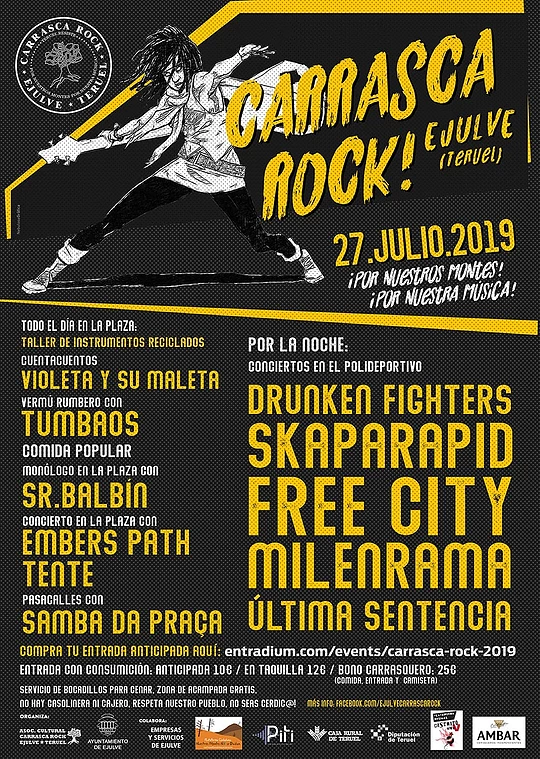 CARRASCA ROCK
EJULVE * TERUEL
CARRASCA
ROCK!
EJULVE
(TERUEL)
27.JULIO.2019
¡POR NUESTROS MONTES!
¡POR NUESTRA MÚSICA!
TODO EL DÍA EN LA PLAZA:
TALLER DE INSTRUMENTOS RECICLADOS
CUENTACUENTOS
VIOLETA Y SU MALETA
VERMÚ RUMBERO CON
TUMBAOS
COMIDA POPULAR
MONÓLOGO EN LA PLAZA CON
SR.BALBÍN
CONCIERTO EN LA PLAZA CON
EMBERS PATH
TENTE
PASACALLES CON
SAMBA DA PRAÇA
POR LA NOCHE:
CONCIERTOS EN EL POLIDEPORTIVO
DRUNKEN FIGHTERS
SKAPARAPID
FREE CITY
MILENRAMA
ÚLTIMA SENTENCIA
COMPRA TU ENTRADA ANTICIPADA AQUÍ: entradium.com/events/carrasca-rock-2019
ENTRADA CON CONSUMICIÓN: ANTICIPADA 10€ / EN TAQUILLA 12€ / BONO CARRASQUERO: 25€
(COMIDA, ENTRADA Y CAMISETA)
SERVICIO DE BOCADILLOS PARA CENAR, ZONA DE ACAMPADA GRATIS.
NO HAY GASOLINERA NI CAJERO, RESPETA NUESTRO PUEBLO, NO SEAS CERDIC@!
MÁS INFO: FACEBOOK.COM/EJULVECARRASCAROCK
ORGANIZA:
ASOC. CULTURAL
CARRASCA ROCK
EJULVE * TERUEL
AYUNTAMIENTO
DE EJULVE
COLABORA:
EMPRESAS
Y SERVICIOS
DE EJULVE
Piti
CAJA RURAL
DE TERUEL
Diputación
de Teruel
AMBAR